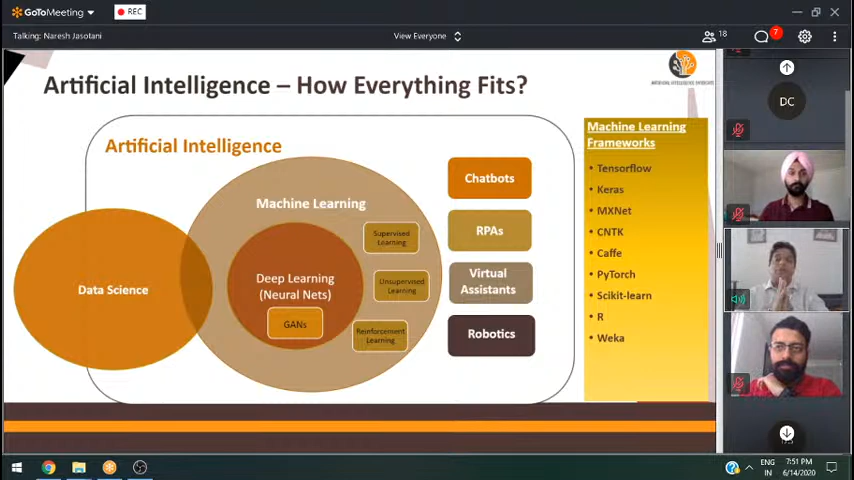 GoToMeeting
REC
Talking: Naresh Jasotani
View Everyone
18
7
Artificial Intelligence – How Everything Fits?
ARTIFICIAL INTELLIGENCE
Artificial Intelligence
Machine Learning
Data Science
Deep Learning
(Neural Nets)
GANs
Supervised
Learning
Unsupervised
Learning
Reinforcement
Learning
Chatbots
RPAs
Virtual
Assistants
Robotics
Machine Learning
Frameworks
• Tensorflow
• Keras
• MXNet
• CNTK
• Caffe
• PyTorch
• Scikit-learn
• R
• Weka
DC
ENG
IN
7:51 PM
6/14/2020